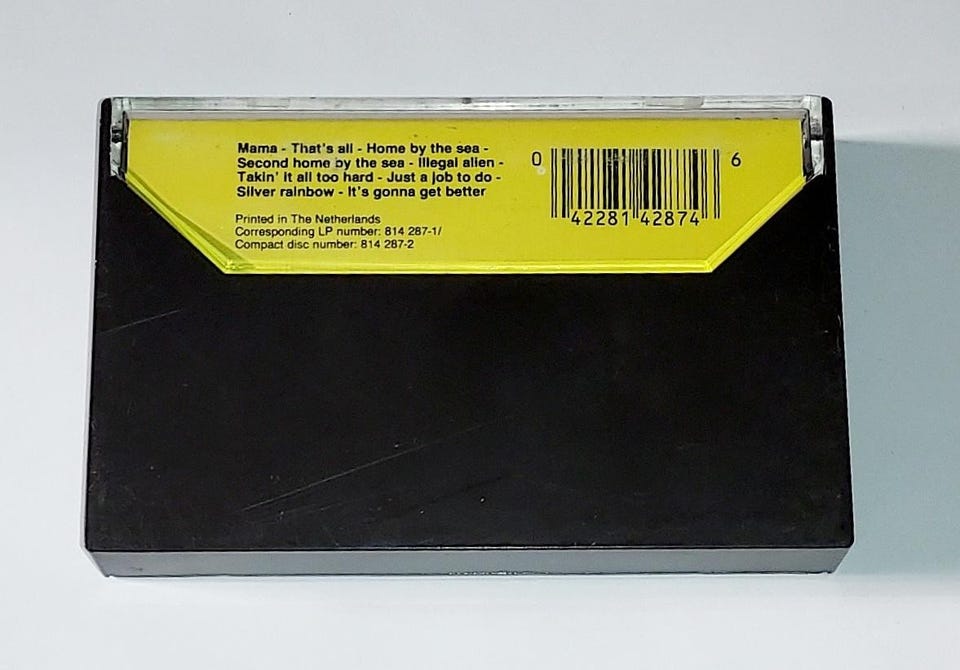 Mama - That's all - Home by the sea -
Second home by the sea - Illegal alien -
Takin' it all too hard - Just a job to do -
Silver rainbow - It's gonna get better
Printed in The Netherlands
Corresponding LP number: 814 287-1/
Compact disc number: 814 287-2
0 42281 42874 6